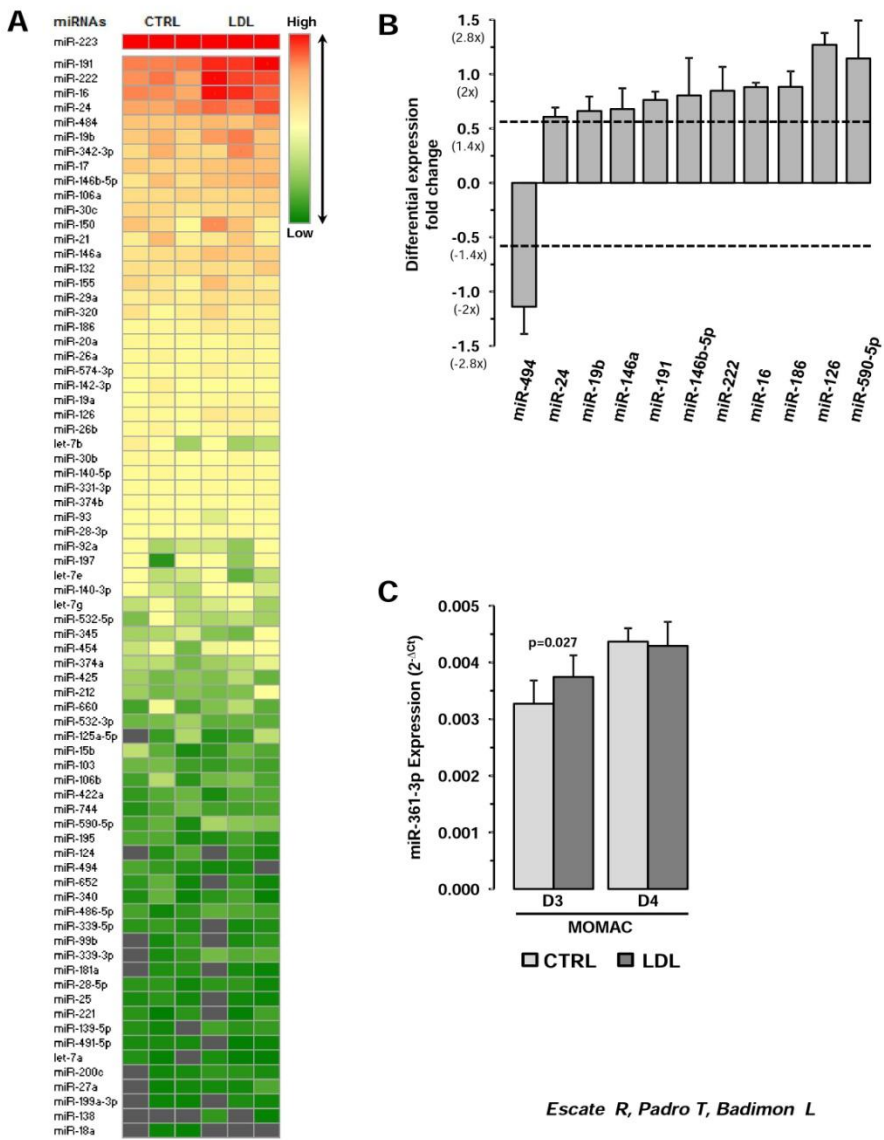 A
miRNAs CTRL LDL
High
Low
miR-223
miR-191
miR-222
miR-16
miR-24
miR-484
miR-19b
miR-342-3p
miR-17
miR-146b-5p
miR-106a
miR-30c
miR-150
miR-21
miR-146a
miR-132
miR-155
miR-29a
miR-320
miR-186
miR-20a
miR-26a
miR-574-3p
miR-142-3p
miR-19a
miR-126
miR-26b
let-7b
miR-30b
miR-140-5p
miR-331-3p
miR-374b
miR-93
miR-28-3p
miR-92a
miR-197
let-7e
miR-140-3p
let-7g
miR-532-5p
miR-345
miR-454
miR-374a
miR-425
miR-212
miR-660
miR-532-3p
miR-125a-5p
miR-15b
miR-103
miR-106b
miR-422a
miR-744
miR-590-5p
miR-195
miR-124
miR-494
miR-652
miR-340
miR-486-5p
miR-339-5p
miR-99b
miR-339-3p
miR-181a
miR-28-5p
miR-25
miR-221
miR-139-5p
miR-491-5p
let-7a
miR-200c
miR-27a
miR-199a-3p
miR-138
miR-18a
B
Differential expression
fold change
1.5
(2.8x)
1.0
(2x)
0.5
(1.4x)
0.0
-0.5
(-1.4x)
-1.0
(-2x)
-1.5
(-2.8x)
miR-494
miR-24
miR-19b
miR-146a
miR-191
miR-146b-5p
miR-222
miR-16
miR-186
miR-126
miR-590-5p
C
miR-361-3p Expression (2-ΔCt)
0.005
0.004
0.003
0.002
0.001
0.000
p=0.027
D3 D4
MOMAC
CTRL LDL
Escate R, Padro T, Badimon L